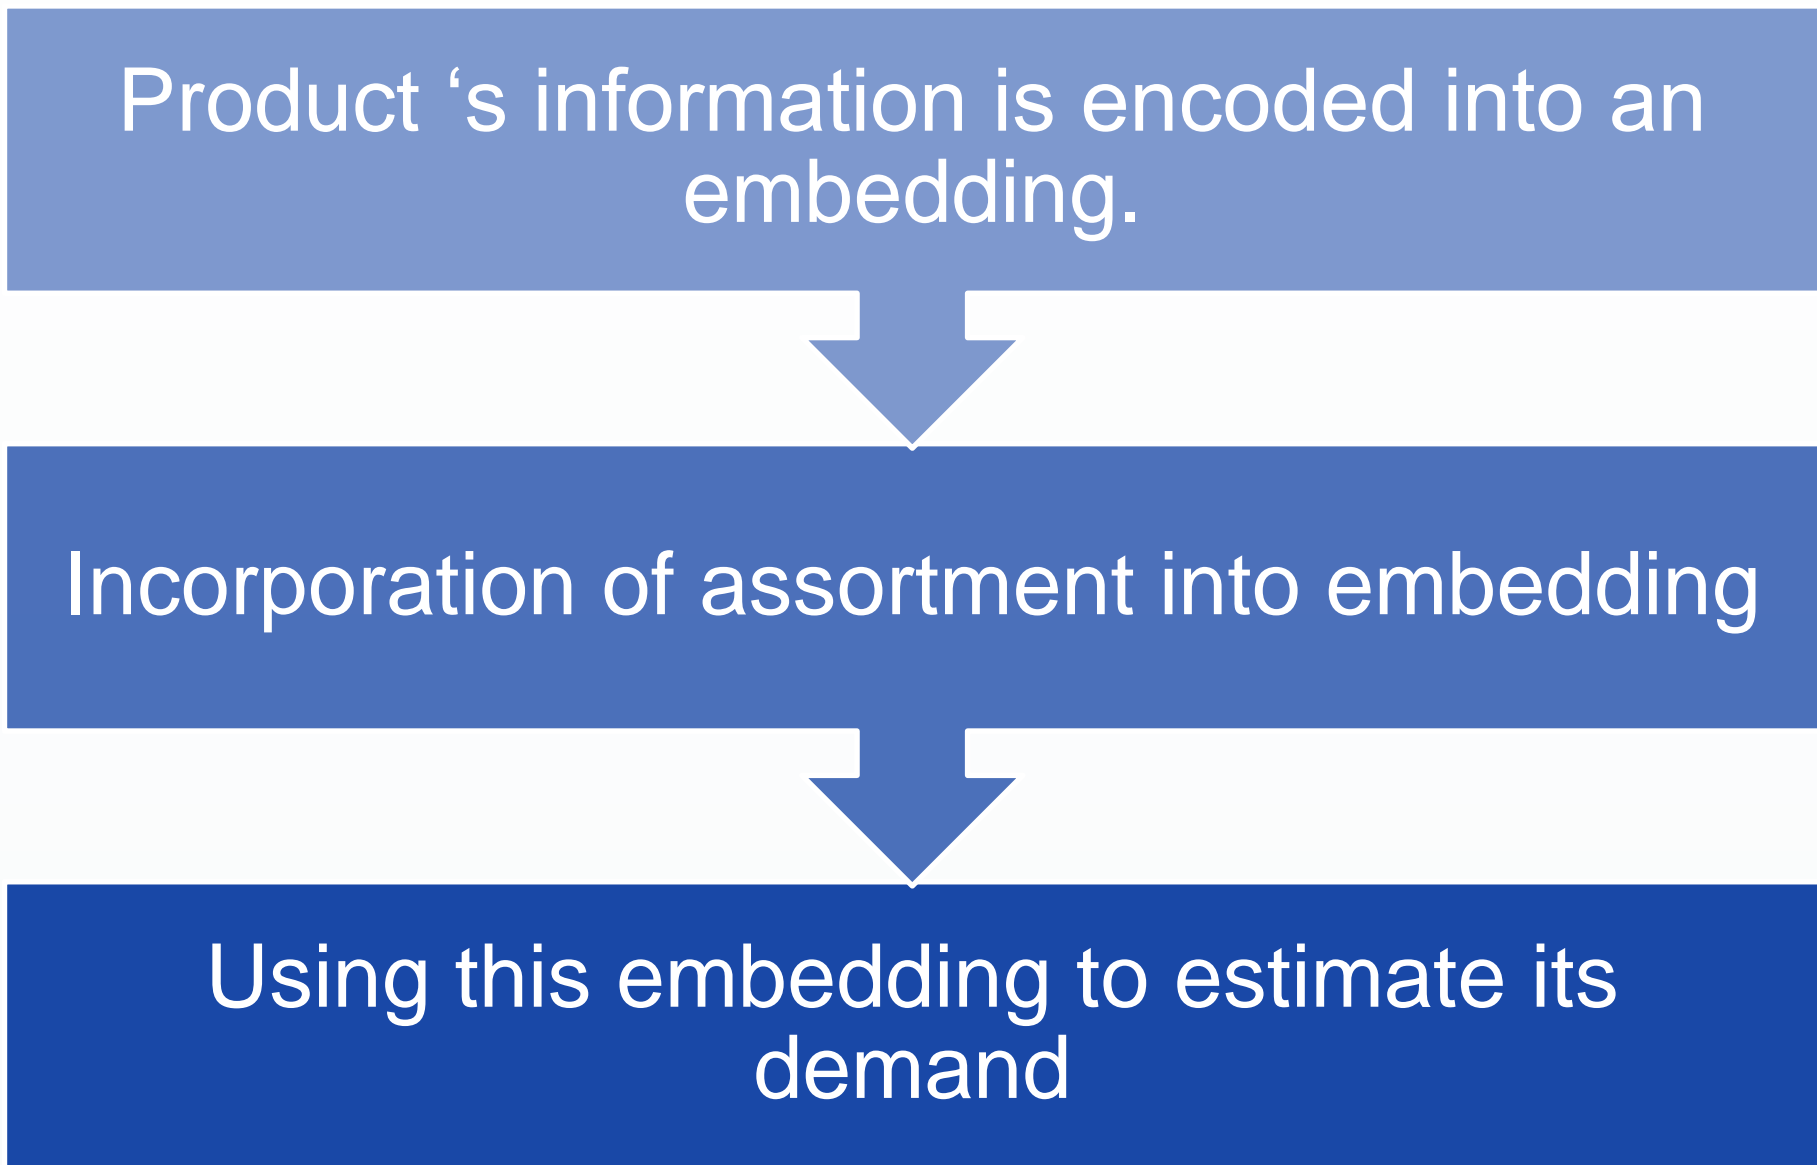 Product ‘s information is encoded into an
embedding.
Incorporation of assortment into embedding
Using this embedding to estimate its
demand